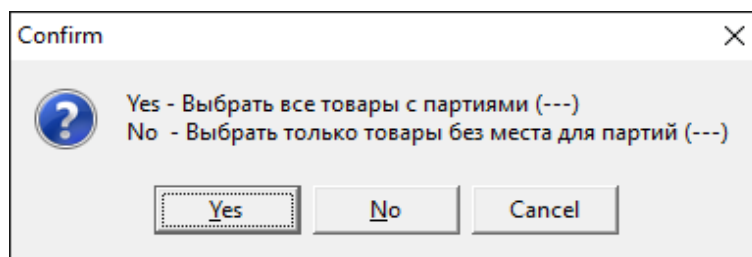 Confirm
Yes - Выбрать все товары с партиями (---)
No - Выбрать только товары без места для партий (---)
Yes
No
Cancel